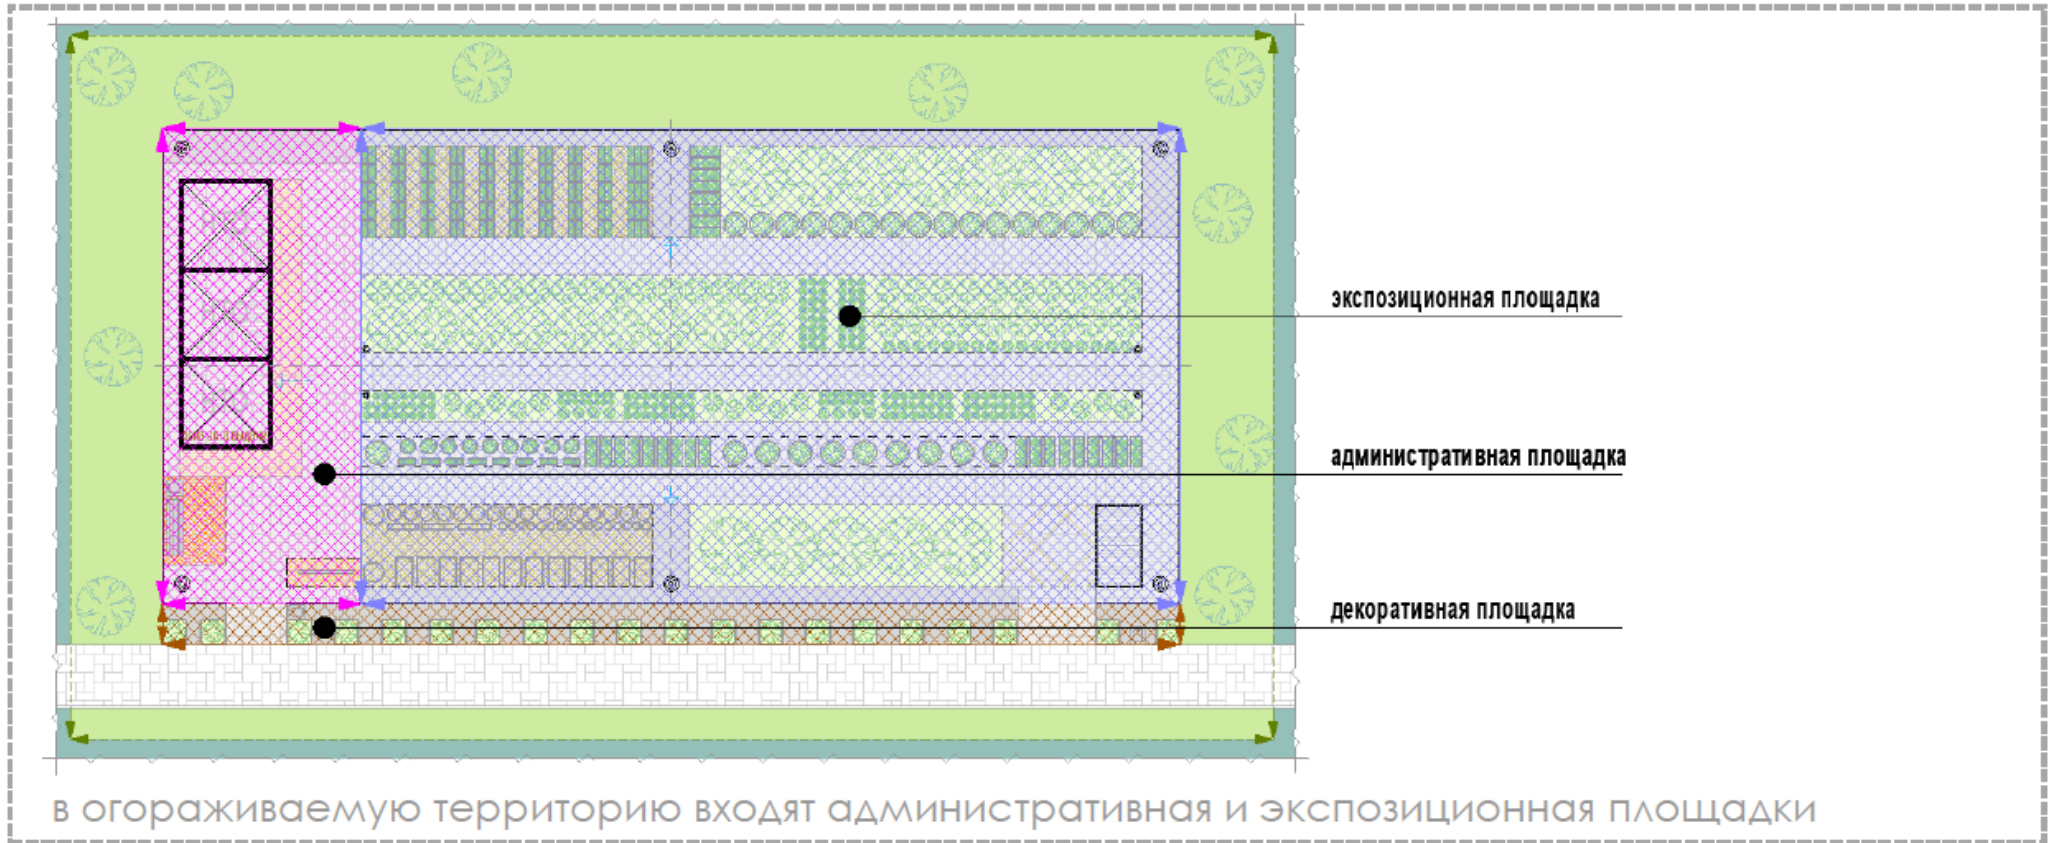 экспозиционная площадка
административная площадка
декоративная площадка
в огораживаемую территорию входят административная и экспозиционная площадки